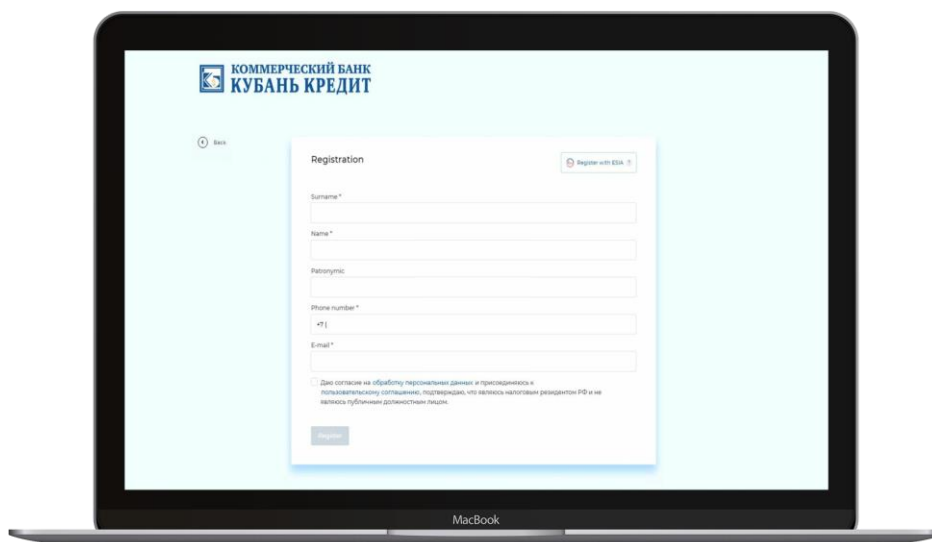 КОММЕРЧЕСКИЙ БАНК
КУБАНЬ КРЕДИТ
Back
Registration
Register with ESIA ?
Surname *
Name *
Patronymic
Phone number *
+7 (
E-mail *
Даю согласие на обработку персональных данных и присоединяюсь к
пользовательскому соглашению, подтверждаю, что являюсь налоговым резидентом РФ и не
являюсь публичным должностным лицом.
Register
MacBook